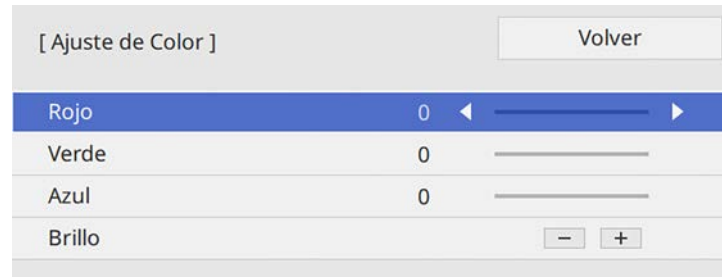 [ Ajuste de Color ] Volver
Rojo 0
Verde 0
Azul 0
Brillo − +